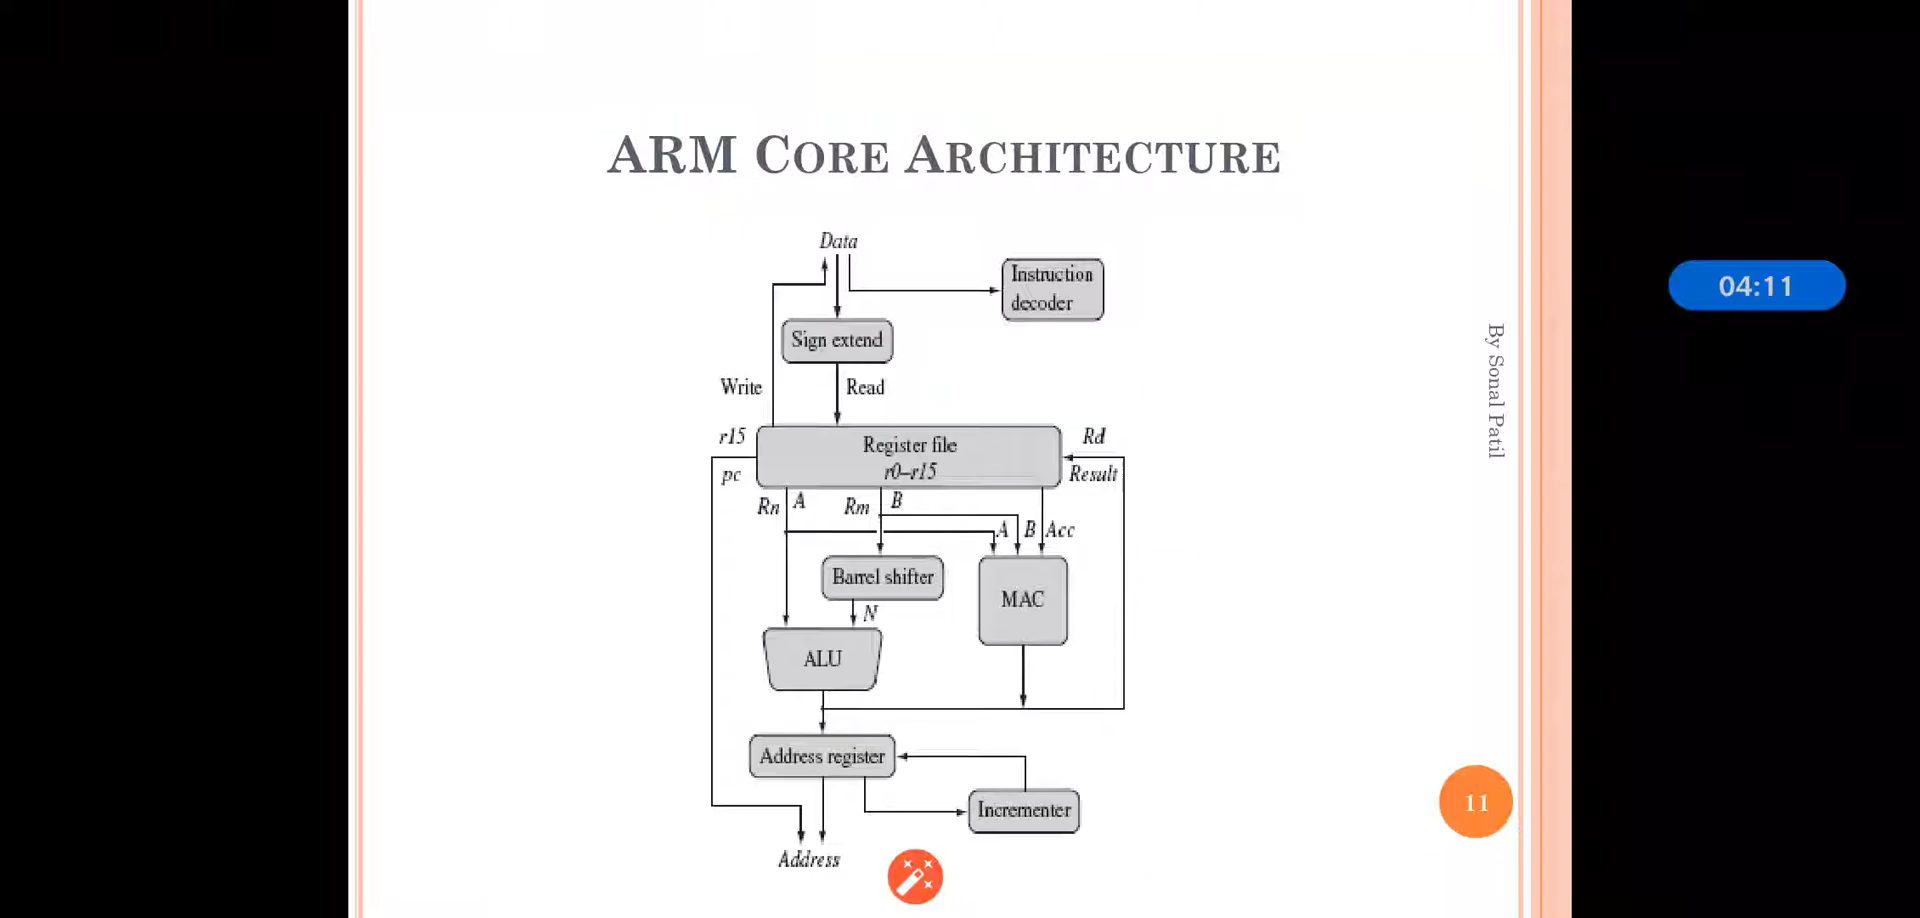 ARM CORE ARCHITECTURE
04:11
Data
Instruction
decoder
Sign extend
By Sonal Patil
Write
Read
r15
Register file
Rd
pc
r0–r15
Result
Rn
A
Rm
B
A
B
Acc
Barrel shifter
MAC
N
ALU
Address register
11
Incrementer
Address